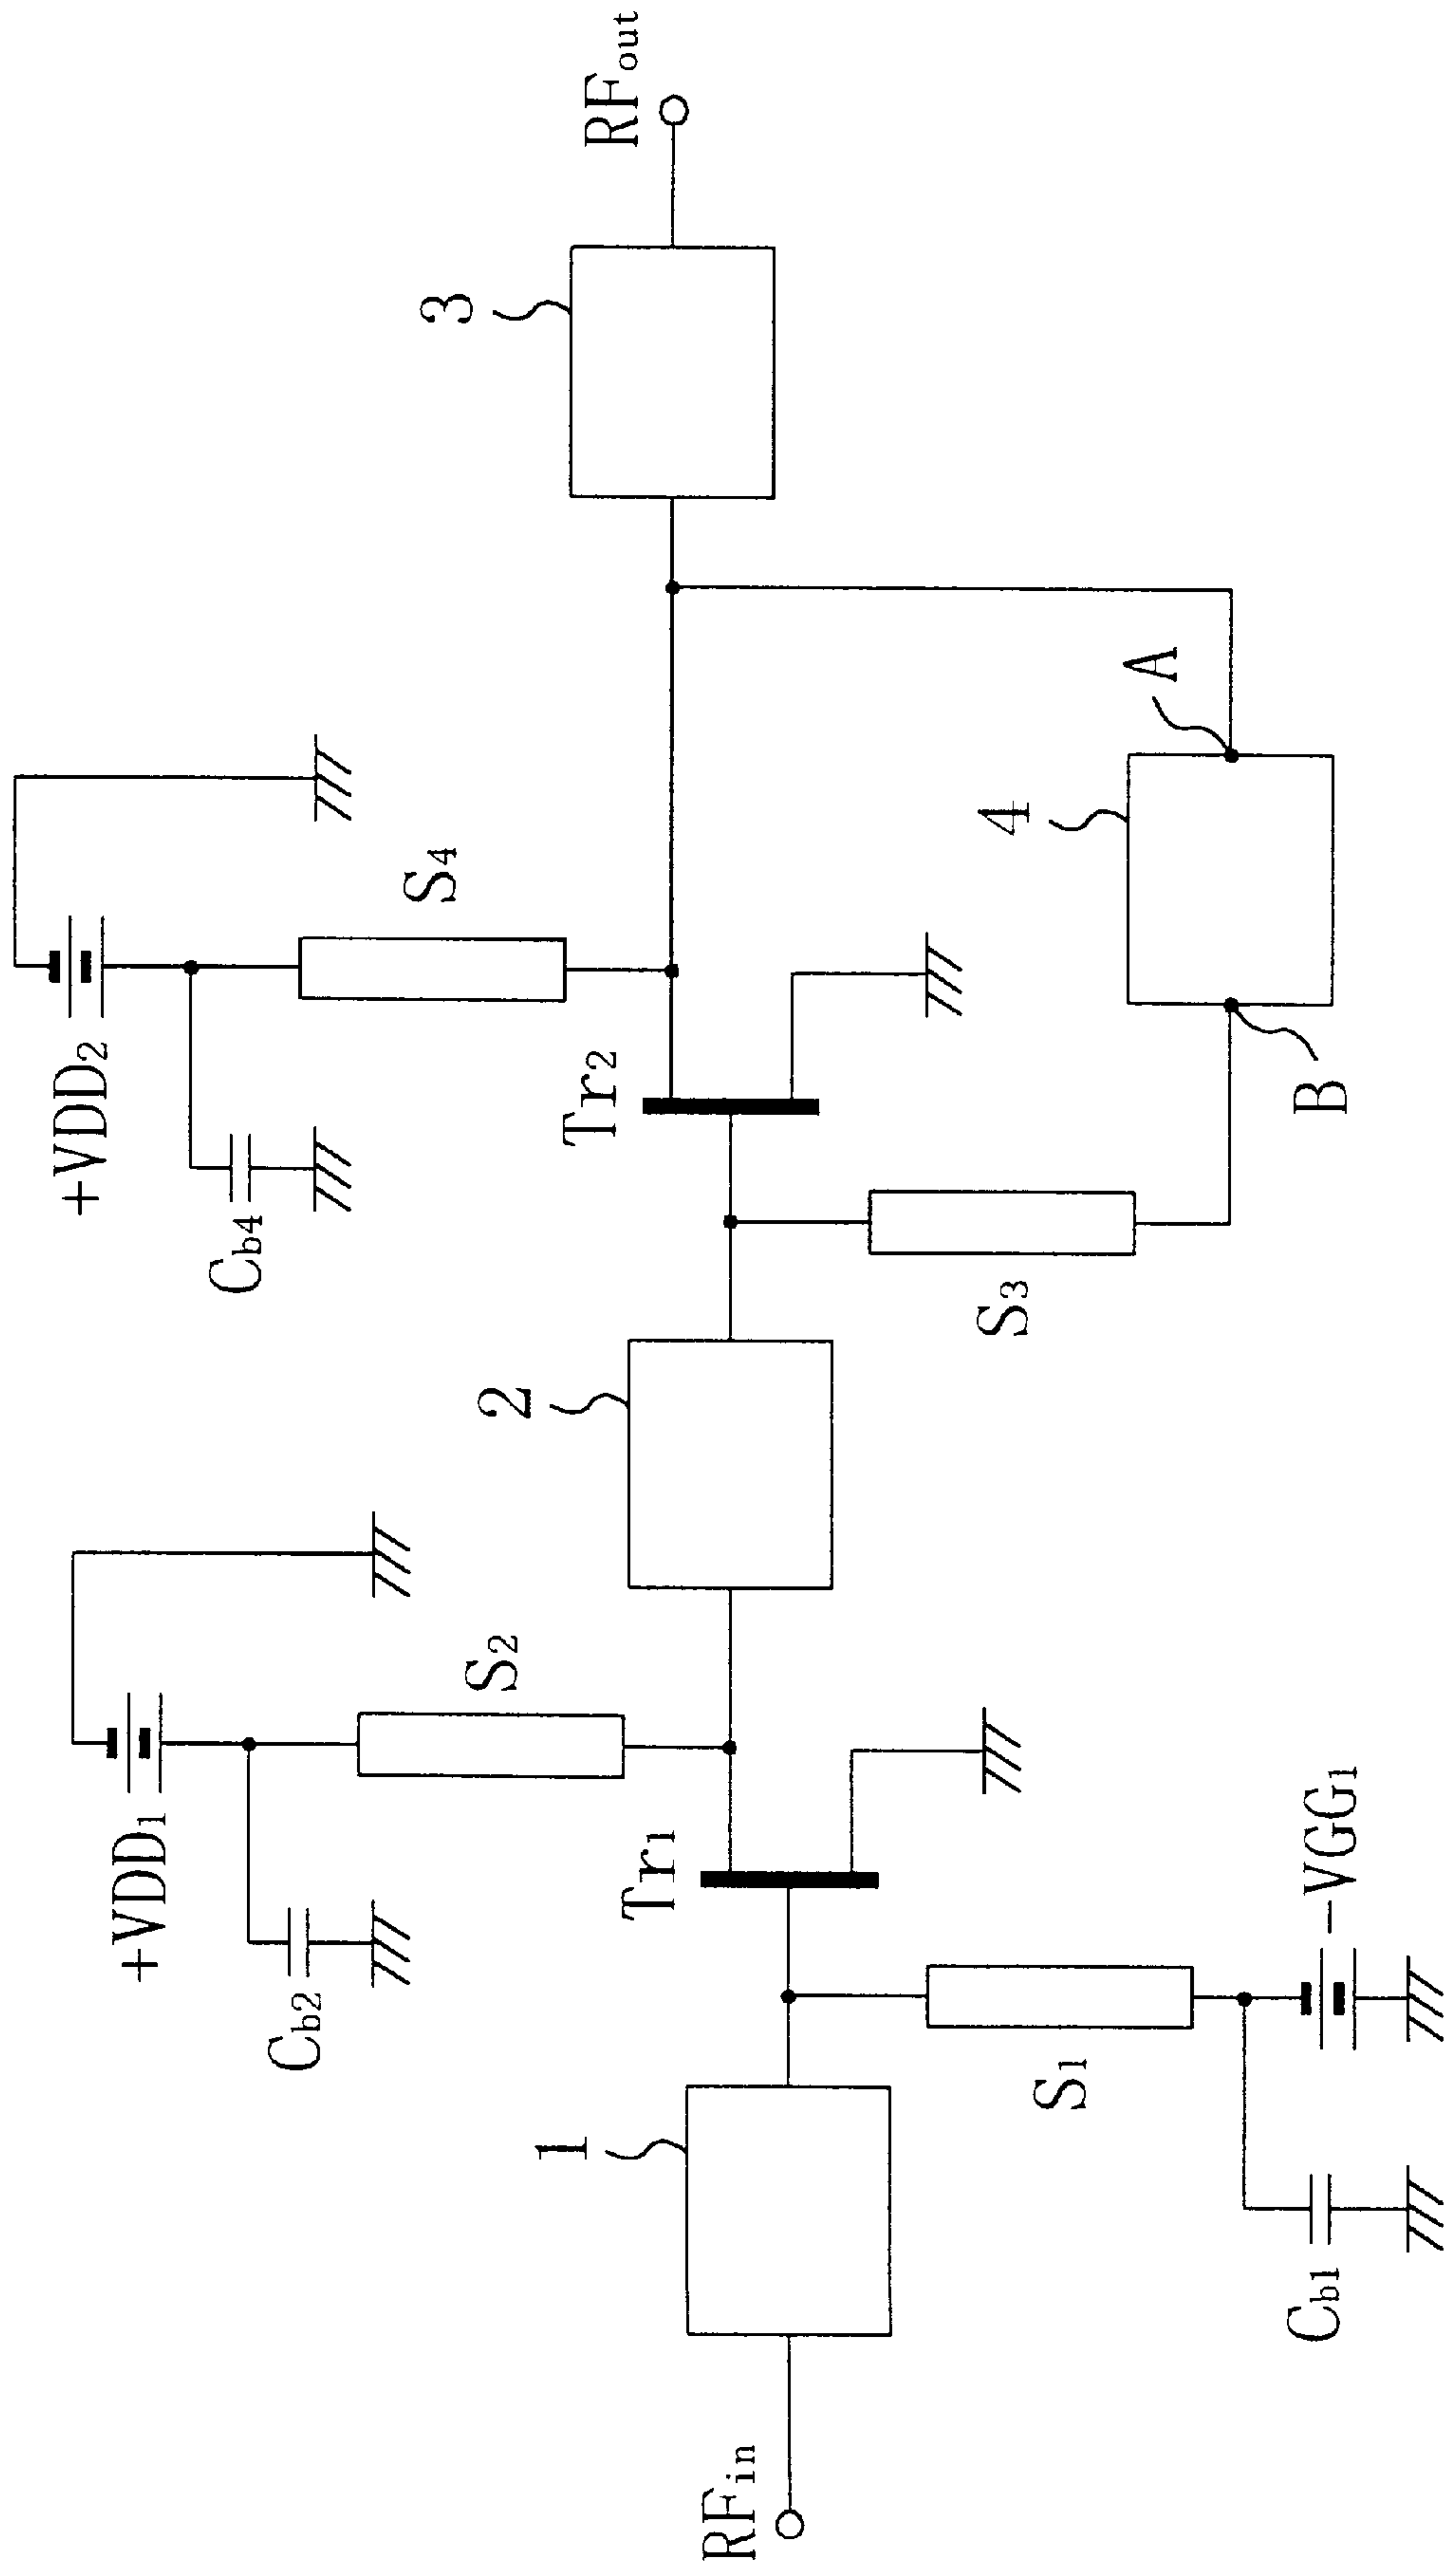 RFin
1
S1
Cb1
-VGG1
Tr1
Cb2
+VDD1
S2
2
S3
Tr2
Cb4
+VDD2
S4
B
4
A
3
RFout